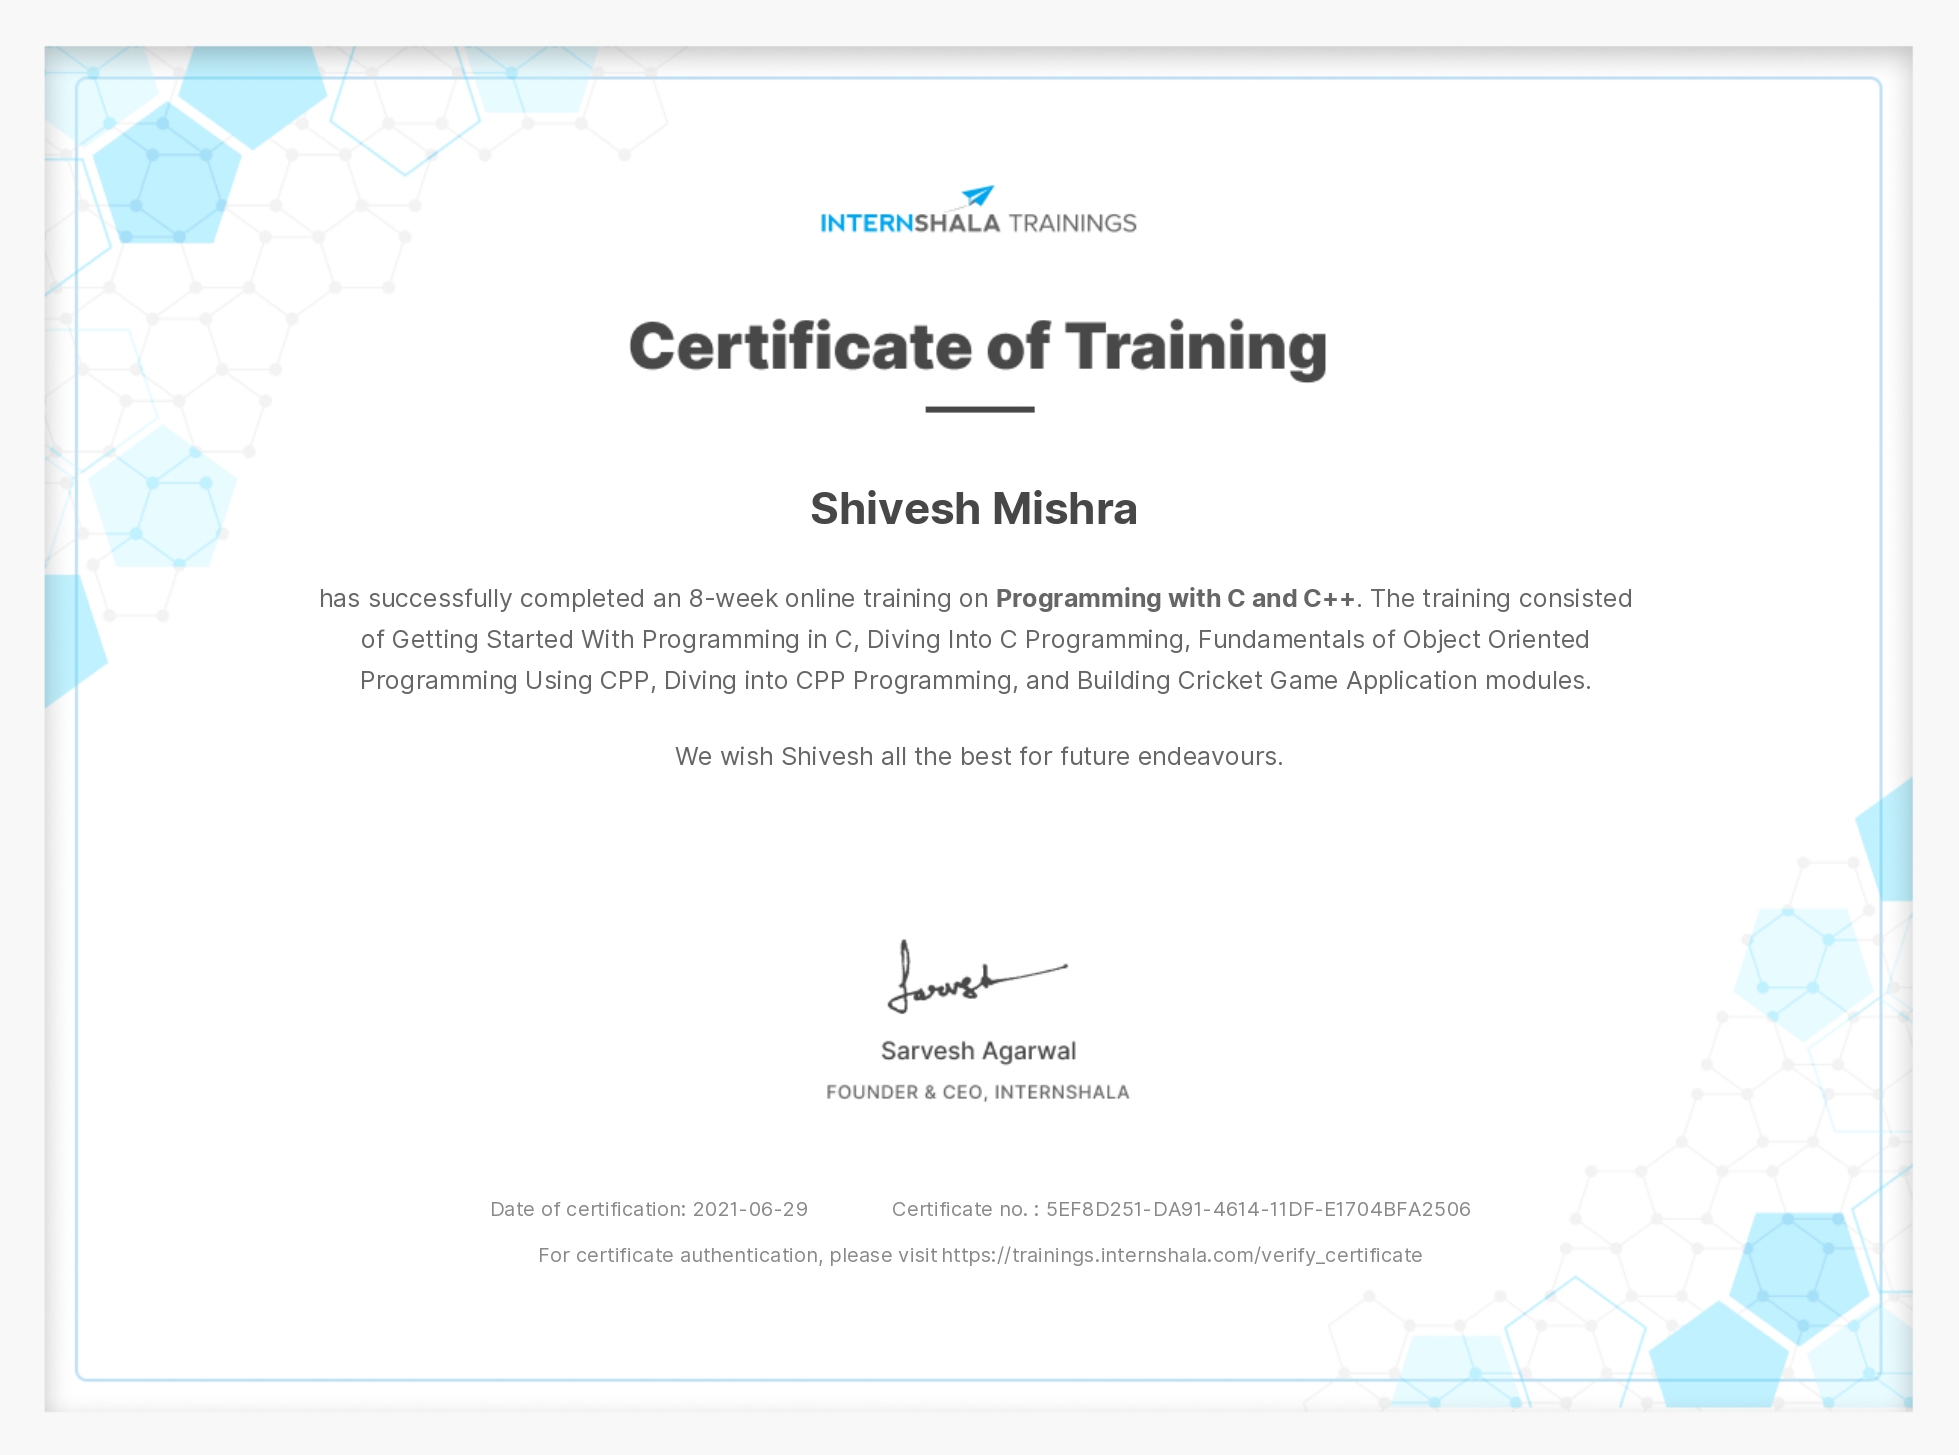 INTERNSHALA TRAININGS
Certificate of Training
Shivesh Mishra
has successfully completed an 8-week online training on Programming with C and C++. The training consisted
of Getting Started With Programming in C, Diving Into C Programming, Fundamentals of Object Oriented
Programming Using CPP, Diving into CPP Programming, and Building Cricket Game Application modules.
We wish Shivesh all the best for future endeavours.
Sarvesh
Sarvesh Agarwal
FOUNDER & CEO, INTERNSHALA
Date of certification: 2021-06-29 Certificate no. : 5EF8D251-DA91-4614-11DF-E1704BFA2506
For certificate authentication, please visit https://trainings.internshala.com/verify_certificate